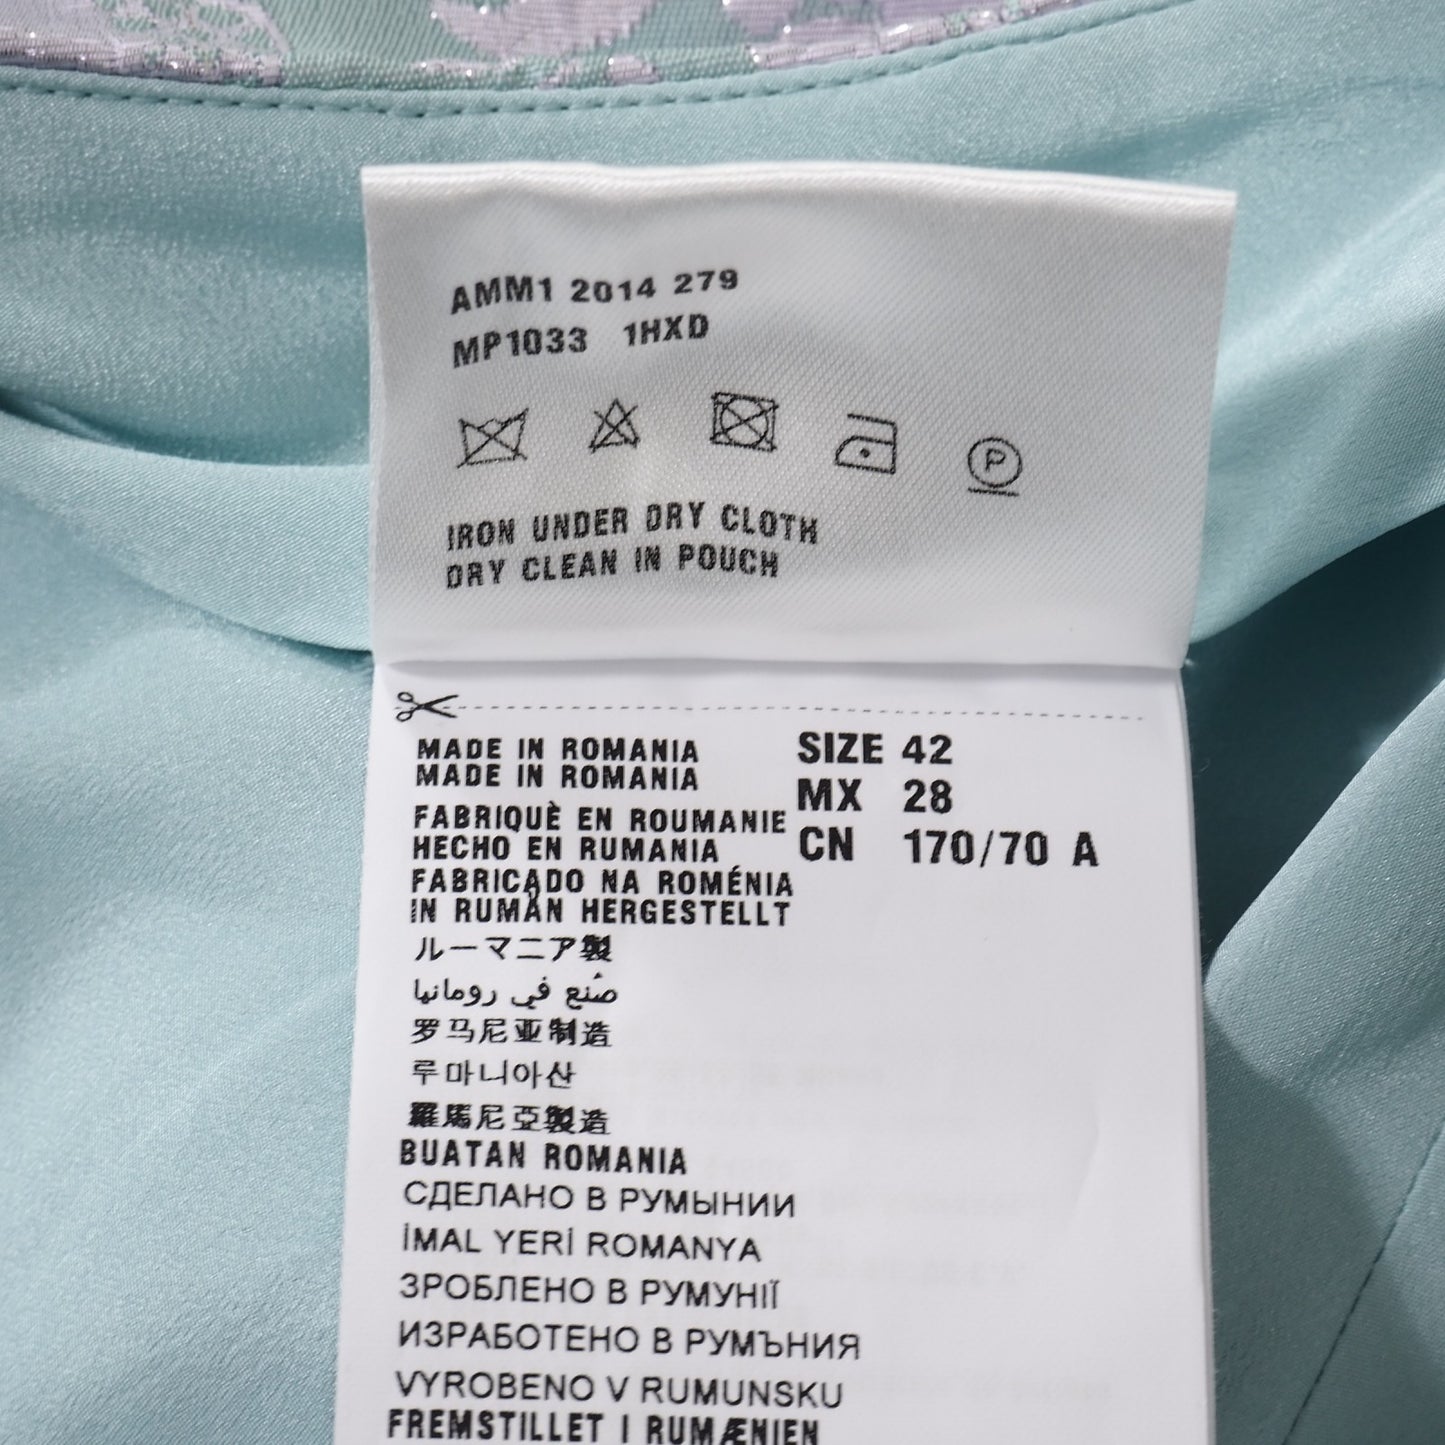 AMM1 2014 279
MP1033 1HXD
P
IRON UNDER DRY CLOTH
DRY CLEAN IN POUCH
MADE IN ROMANIA
MADE IN ROMANIA
FABRIQUÈ EN ROUMANIE
HECHO EN RUMANIA
FABRICADO NA ROMÉNIA
IN RUMÄN HERGESTELLT
ルーマニア製
صُنع في رومانيا
罗马尼亚制造
루마니아산
羅馬尼亞製造
BUATAN ROMANIA
СДЕЛАНО В РУМЫНИИ
İMAL YERİ ROMANYA
ЗРОБЛЕНО В РУМУНІЇ
ИЗРАБОТЕНО В РУМЪНИЯ
VYROBENO V RUMUNSKU
FREMSTILLET I RUMÆNIEN
SIZE 42
MX 28
CN 170/70 A